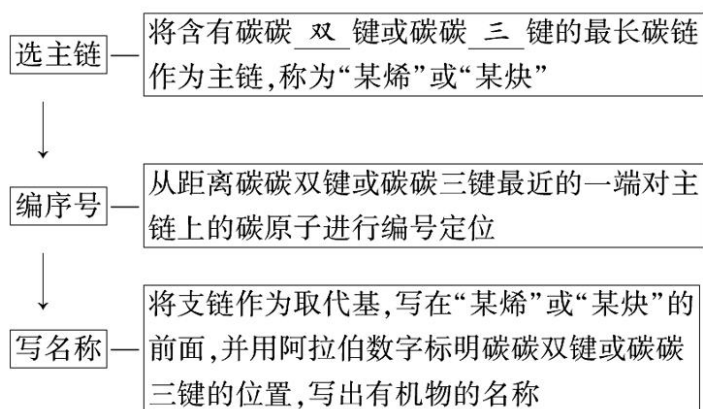 选主链
将含有碳碳 双 键或碳碳 三 键的最长碳链
作为主链,称为“某烯”或“某炔”
编序号
从距离碳碳双键或碳碳三键最近的一端对主
链上的碳原子进行编号定位
写名称
将支链作为取代基,写在“某烯”或“某炔”的
前面,并用阿拉伯数字标明碳碳双键或碳碳
三键的位置,写出有机物的名称